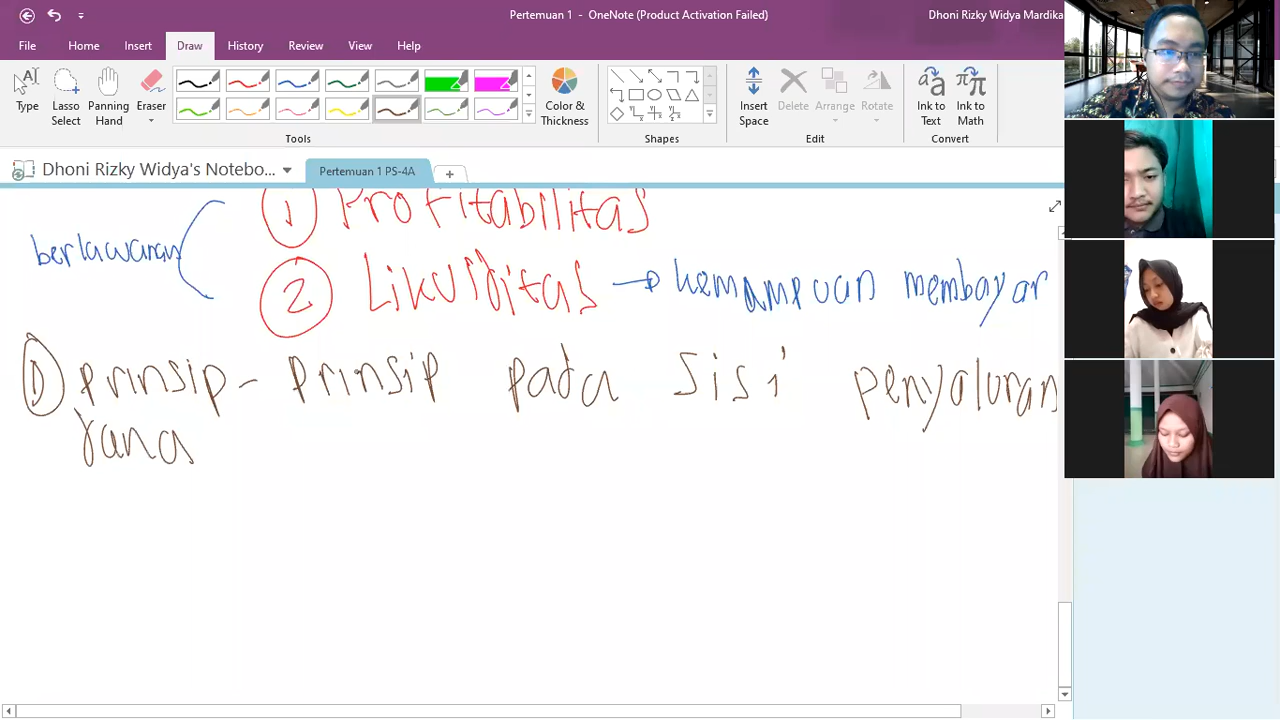 Pertemuan 1 - OneNote (Product Activation Failed)
Dhoni Rizky Widya Mardika
File Home Insert Draw History Review View Help
Type
Lasso Select
Panning Hand
Eraser
Color & Thickness
Insert Space
Delete
Arrange
Rotate
Ink to Text
Ink to Math
Tools
Shapes
Edit
Convert
Dhoni Rizky Widya's Notebo...
Pertemuan 1 PS-4A
① Profitabilitas
berlawanan
② Likuiditas → kemampuan membayar
Ⓓ prinsip - prinsip pada sisi penyaluran
dana